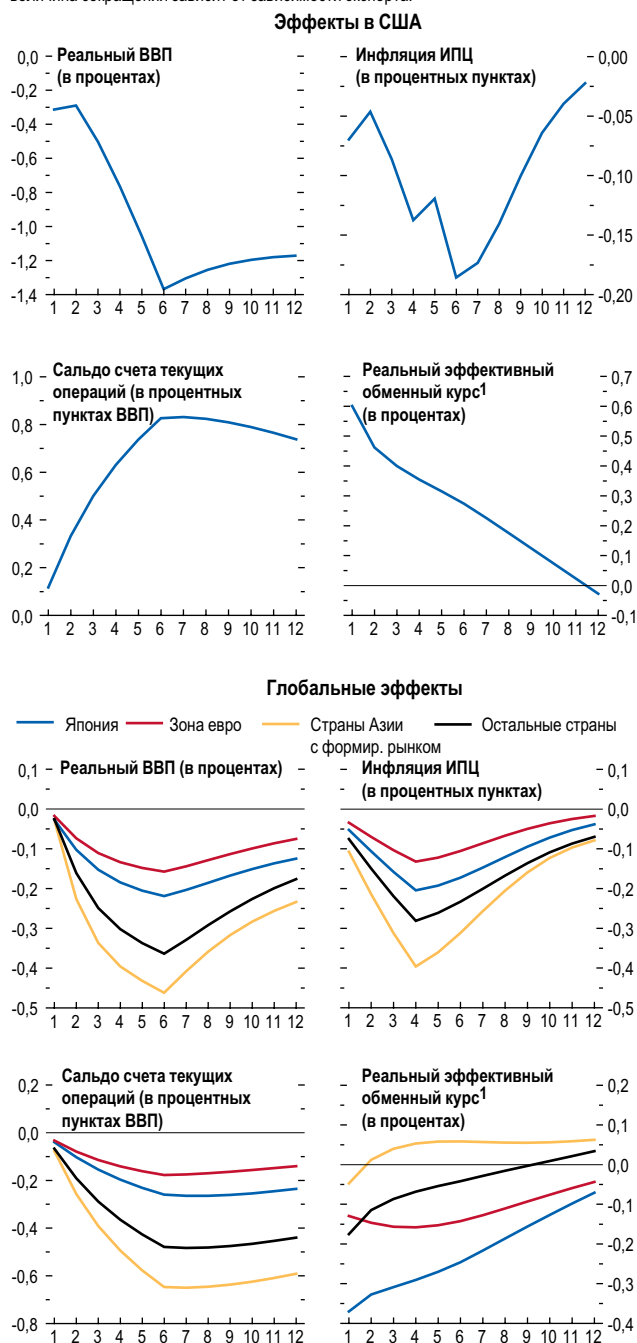 величина сокращения зависит от зависимости экспорта.
Эффекты в США
Реальный ВВП
(в процентах)
0,0
-0,2
-0,4
-0,6
-0,8
-1,0
-1,2
-1,4
1 2 3 4 5 6 7 8 9 10 11 12
Инфляция ИПЦ
(в процентных пунктах)
0,00
-0,05
-0,10
-0,15
-0,20
1 2 3 4 5 6 7 8 9 10 11 12
Сальдо счета текущих
операций (в процентных
пунктах ВВП)
1,0
0,8
0,6
0,4
0,2
0,0
1 2 3 4 5 6 7 8 9 10 11 12
Реальный эффективный
обменный курс1
(в процентах)
0,7
0,6
0,5
0,4
0,3
0,2
0,1
0,0
-0,1
1 2 3 4 5 6 7 8 9 10 11 12
Глобальные эффекты
Япония Зона евро Страны Азии Остальные страны
с формир. рынком
Реальный ВВП (в процентах)
0,1
0,0
-0,1
-0,2
-0,3
-0,4
-0,5
1 2 3 4 5 6 7 8 9 10 11 12
Инфляция ИПЦ
(в процентных пунктах)
0,1
0,0
-0,1
-0,2
-0,3
-0,4
-0,5
1 2 3 4 5 6 7 8 9 10 11 12
Сальдо счета текущих
операций (в процентных
пунктах ВВП)
0,2
0,0
-0,2
-0,4
-0,6
-0,8
1 2 3 4 5 6 7 8 9 10 11 12
Реальный эффективный
обменный курс1
(в процентах)
0,2
0,1
0,0
-0,1
-0,2
-0,3
-0,4
1 2 3 4 5 6 7 8 9 10 11 12